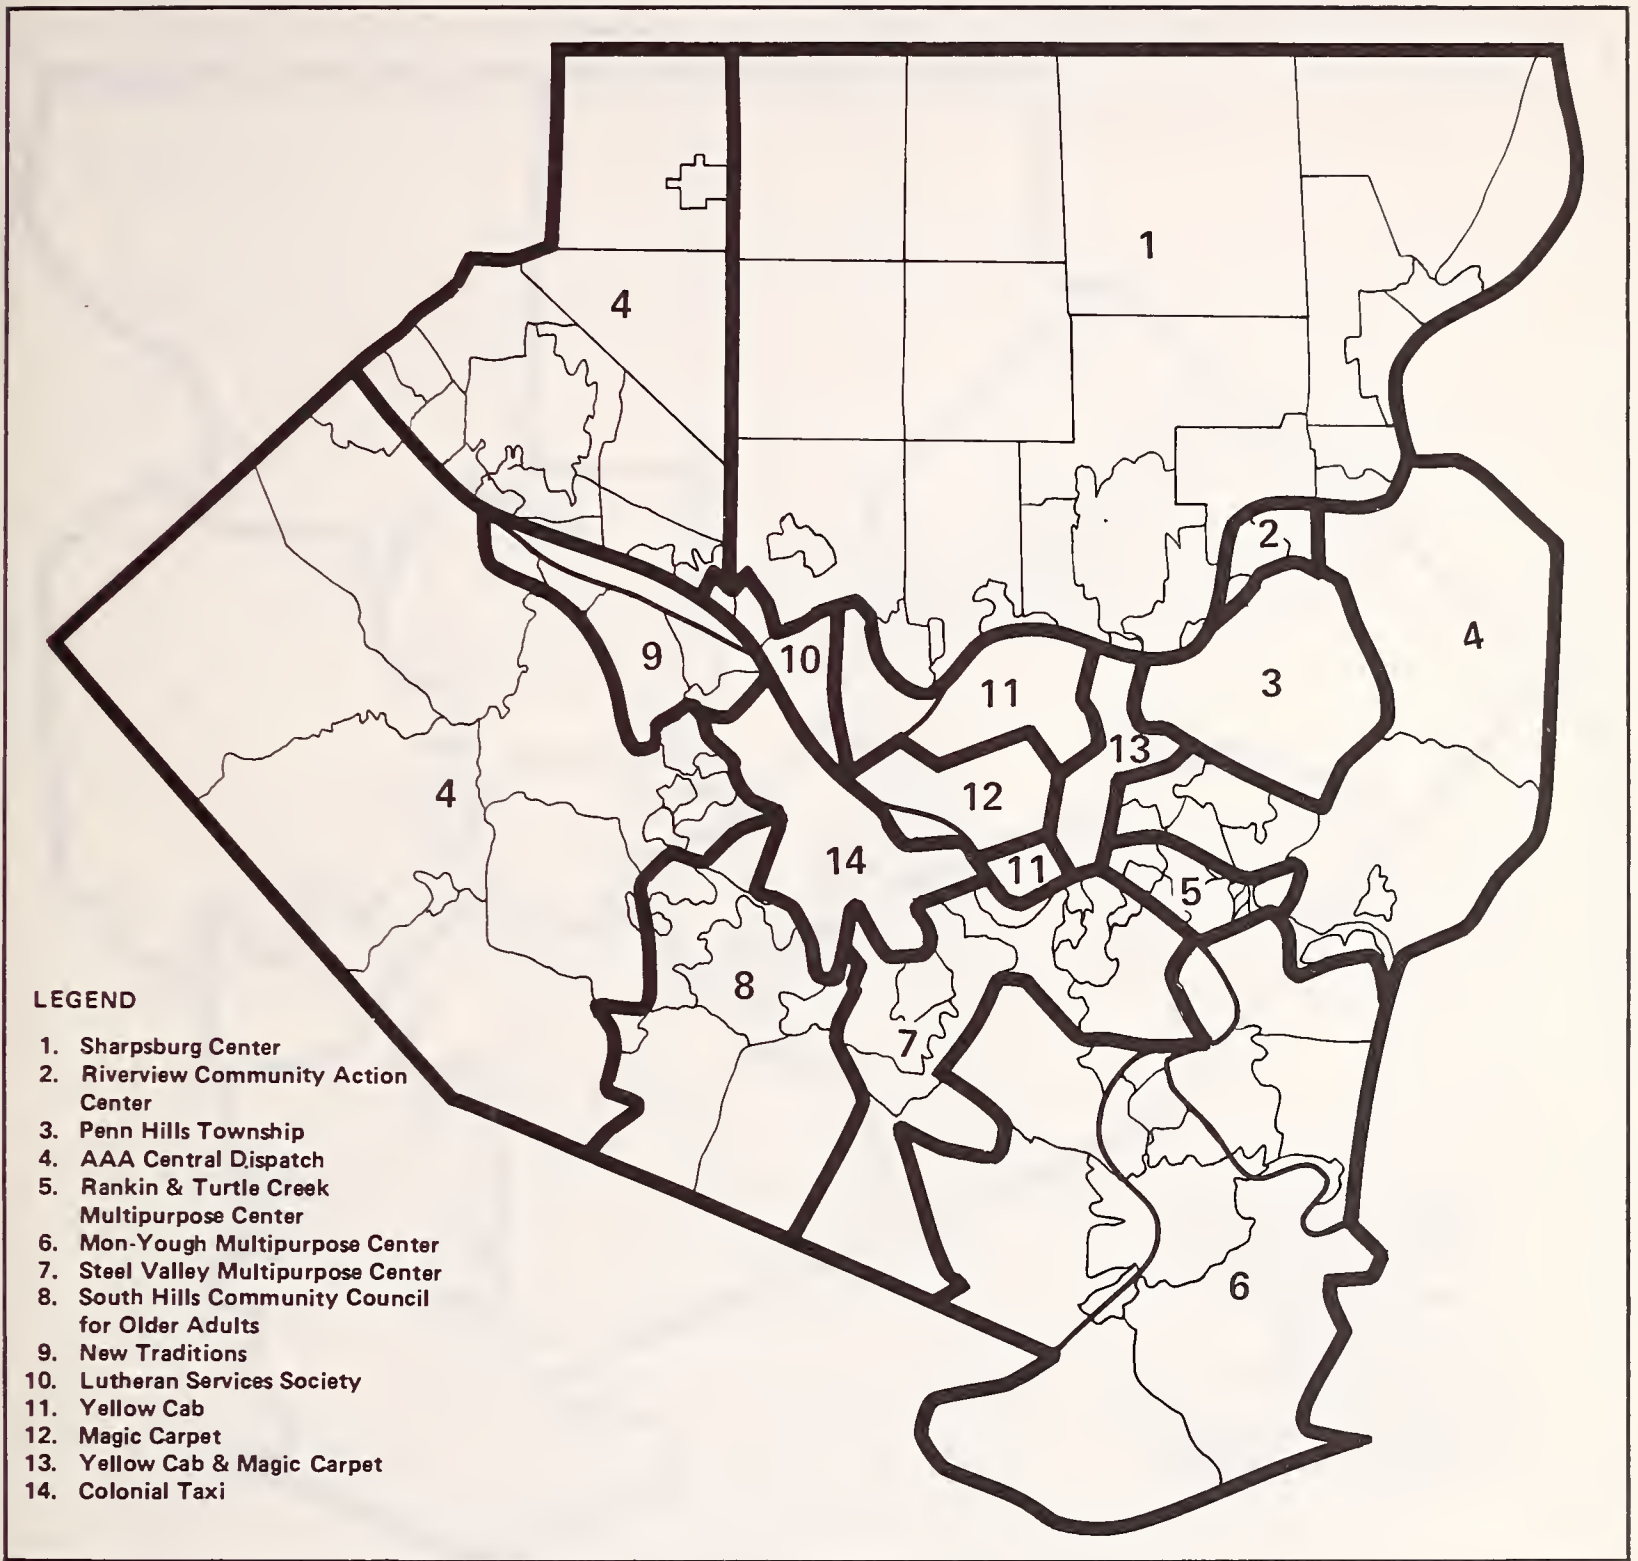 1
4
2
4
9
10
3
11
13
4
12
14
11
5
8
7
6
LEGEND
1. Sharpsburg Center
2. Riverview Community Action
Center
3. Penn Hills Township
4. AAA Central D.ispatch
5. Rankin & Turtle Creek
Multipurpose Center
6. Mon-Yough Multipurpose Center
7. Steel Valley Multipurpose Center
8. South Hills Community Council
for Older Adults
9. New Traditions
10. Lutheran Services Society
11. Yellow Cab
12. Magic Carpet
13. Yellow Cab & Magic Carpet
14. Colonial Taxi